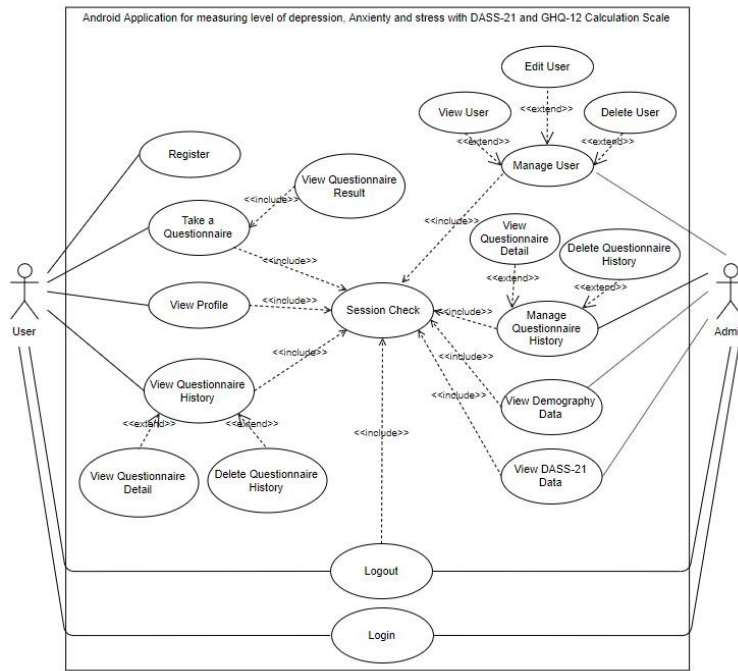 Android Application for measuring level of depression, Anxienty and stress with DASS-21 and GHQ-12 Calculation Scale
Edit User
<<extend>>
View User
Delete User
<<extend>>
<<extend>>
Manage User
Register
View Questionnaire
Result
<<include>>
Take a
Questionnaire
<<include>>
<<include>>
View
Questionnaire
Detail
Delete Questionnaire
History
<<extend>>
<<extend>>
User
View Profile
<<include>>
Session Check
<<include>>
Manage
Questionnaire
History
Admin
<<include>>
View Questionnaire
History
<<include>>
View Demography
Data
<<extend>>
<<extend>>
<<include>>
<<include>>
View Questionnaire
Detail
Delete Questionnaire
History
View DASS-21
Data
Logout
Login